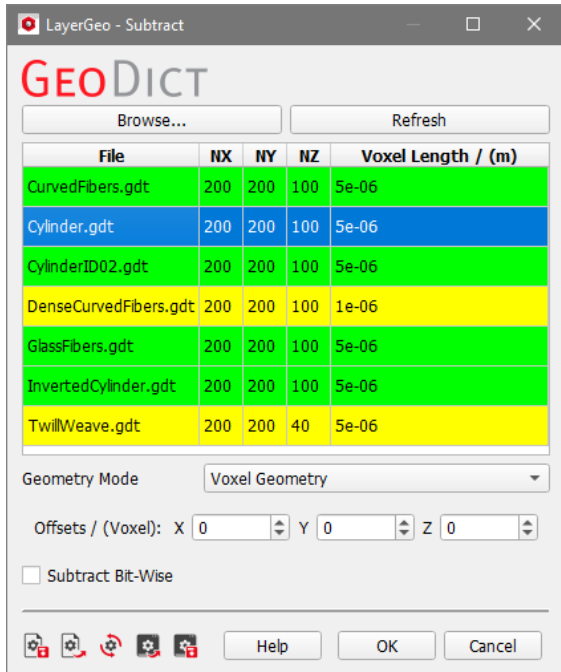 LayerGeo - Subtract
GEODICT
Browse... Refresh
File NX NY NZ Voxel Length / (m)
CurvedFibers.gdt 200 200 100 5e-06
Cylinder.gdt 200 200 100 5e-06
CylinderID02.gdt 200 200 100 5e-06
DenseCurvedFibers.gdt 200 200 100 1e-06
GlassFibers.gdt 200 200 100 5e-06
InvertedCylinder.gdt 200 200 100 5e-06
TwillWeave.gdt 200 200 40 5e-06
Geometry Mode Voxel Geometry
Offsets / (Voxel): X 0 Y 0 Z 0
Subtract Bit-Wise
Help OK Cancel